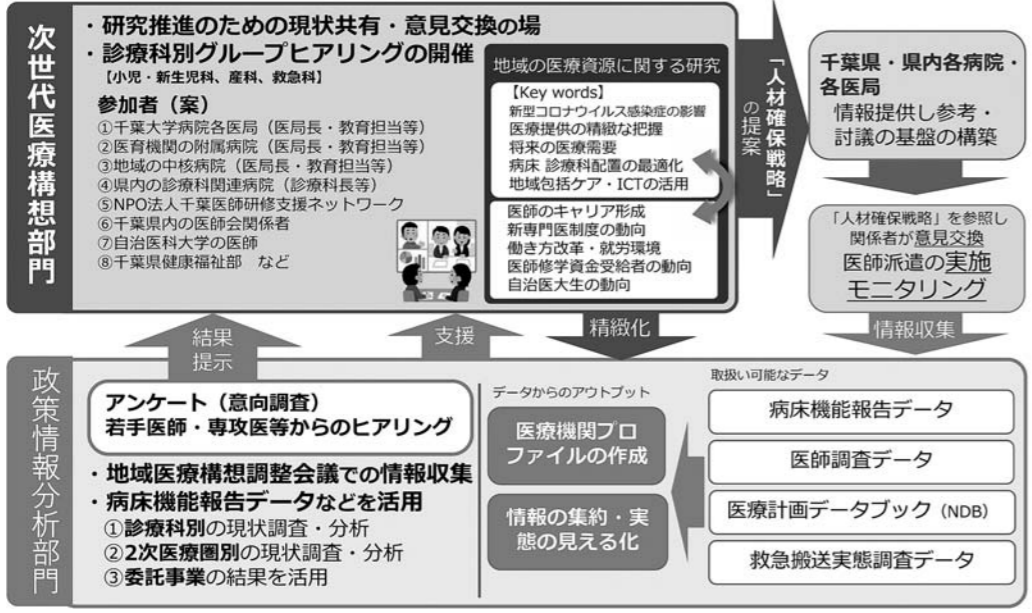 次世代医療構想部門
・研究推進のための現状共有・意見交換の場
・診療科別グループヒアリングの開催
【小児・新生児科、産科、救急科】
参加者（案）
①千葉大学病院各医局（医局長・教育担当等）
②医育機関の附属病院（医局長・教育担当等）
③地域の中核病院（医局長・教育担当等）
④県内の診療科関連病院（診療科長等）
⑤NPO法人千葉医師研修支援ネットワーク
⑥千葉県内の医師会関係者
⑦自治医科大学の医師
⑧千葉県健康福祉部 など
地域の医療資源に関する研究
【Key words】
新型コロナウイルス感染症の影響
医療提供の精緻な把握
将来の医療需要
病床 診療科配置の最適化
地域包括ケア・ICTの活用
医師のキャリア形成
新専門医制度の動向
働き方改革・就労環境
医師修学資金受給者の動向
自治医大生の動向
「人材確保戦略」
の提案
千葉県・県内各病院・
各医局
情報提供し参考・
討議の基盤の構築
「人材確保戦略」を参照し
関係者が意見交換
医師派遣の実施
モニタリング
結果
提示
支援
精緻化
情報収集
政策情報分析部門
アンケート（意向調査）
若手医師・専攻医等からのヒアリング
・地域医療構想調整会議での情報収集
・病床機能報告データなどを活用
①診療科別の現状調査・分析
②2次医療圏別の現状調査・分析
③委託事業の結果を活用
データからのアウトプット
医療機関プロ
ファイルの作成
情報の集約・実
態の見える化
取扱い可能なデータ
病床機能報告データ
医師調査データ
医療計画データブック（NDB）
救急搬送実態調査データ